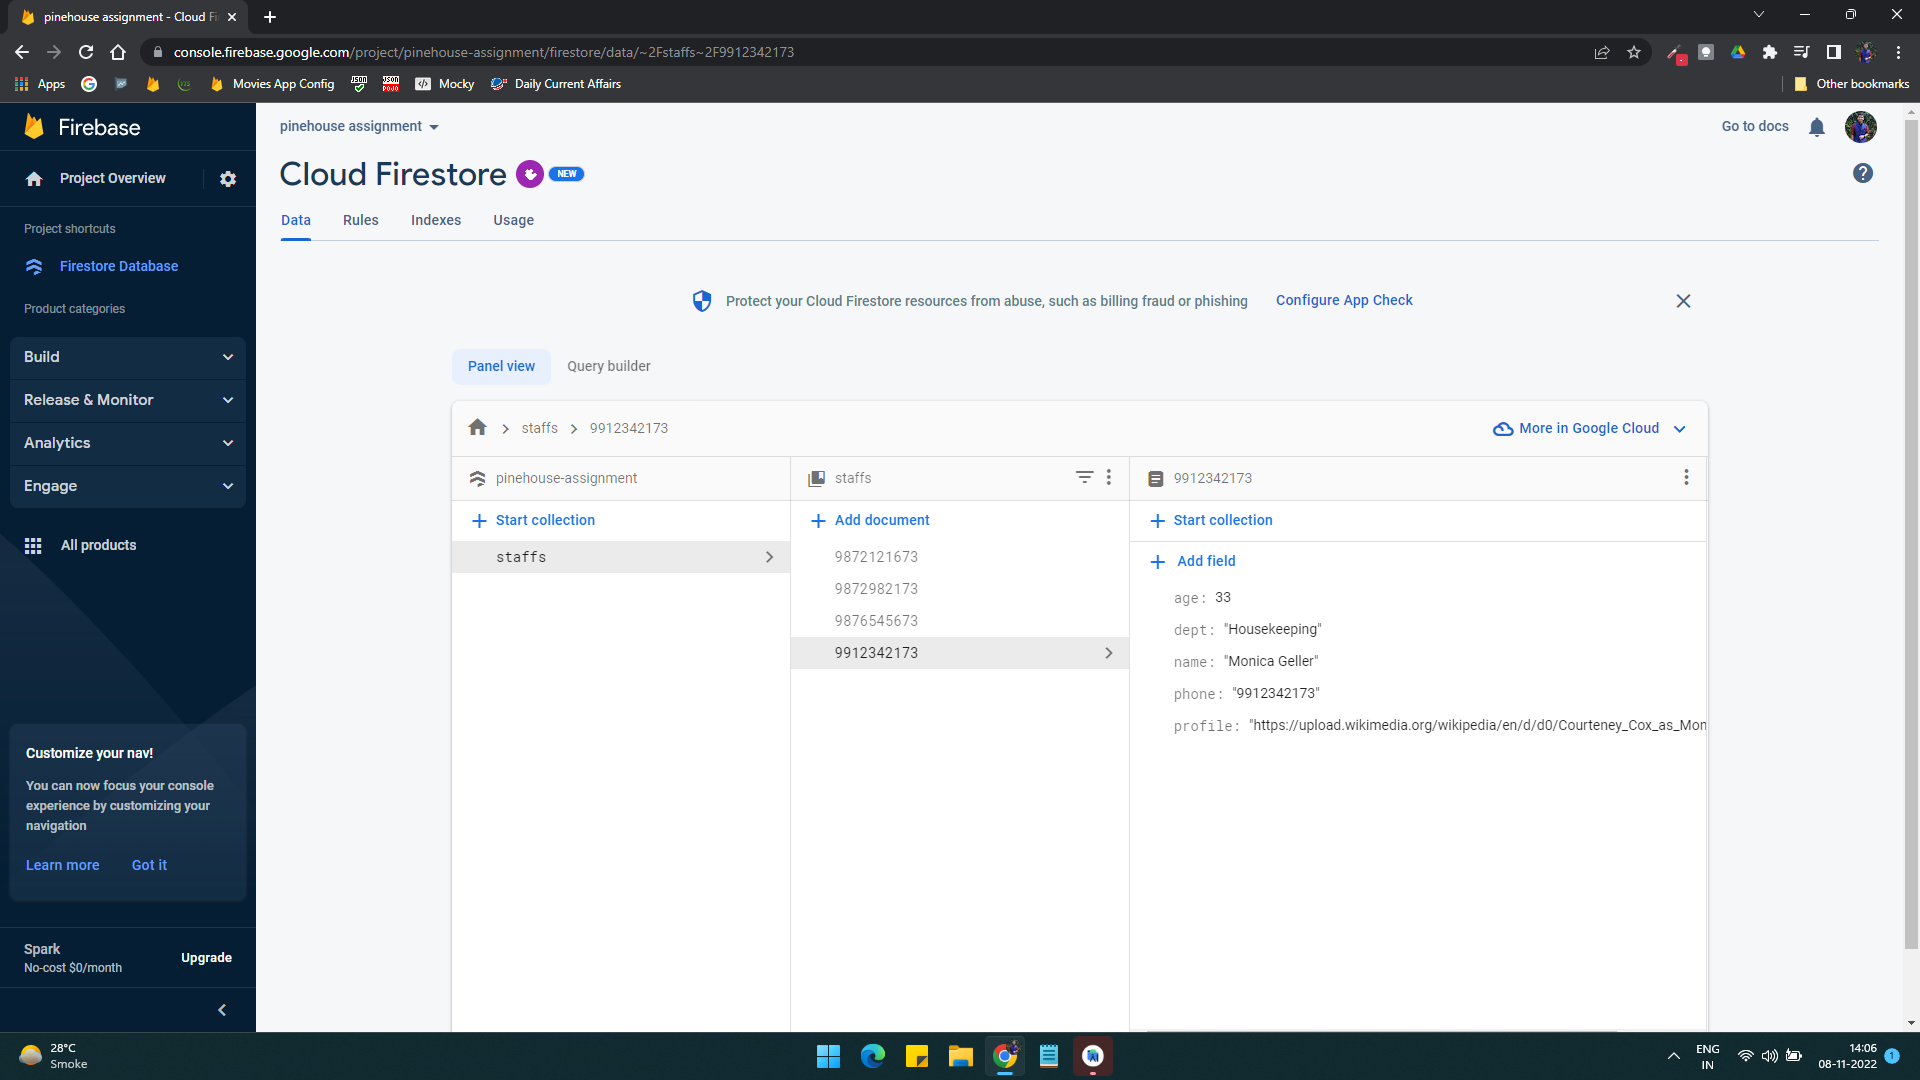 pinehouse assignment - Cloud Fi
console.firebase.google.com/project/pinehouse-assignment/firestore/data/~2Fstaffs~2F9912342173
Apps
Movies App Config
JSON
JSON
POJO
Mocky
Daily Current Affairs
Other bookmarks
Firebase
pinehouse assignment
Go to docs
Project Overview
Cloud Firestore
NEW
Data
Rules
Indexes
Usage
Project shortcuts
Firestore Database
Product categories
Protect your Cloud Firestore resources from abuse, such as billing fraud or phishing
Configure App Check
Build
Release & Monitor
Analytics
Engage
All products
Panel view
Query builder
staffs
9912342173
More in Google Cloud
pinehouse-assignment
staffs
9912342173
Start collection
Add document
Start collection
staffs
9872121673
9872982173
9876545673
9912342173
Add field
age: 33
dept: "Housekeeping"
name: "Monica Geller"
phone: "9912342173"
profile: "https://upload.wikimedia.org/wikipedia/en/d/d0/Courteney_Cox_as_Mon
Customize your nav!
You can now focus your console
experience by customizing your
navigation
Learn more
Got it
Spark
No-cost $0/month
Upgrade
28°C
Smoke
ENG
IN
14:06
08-11-2022
1